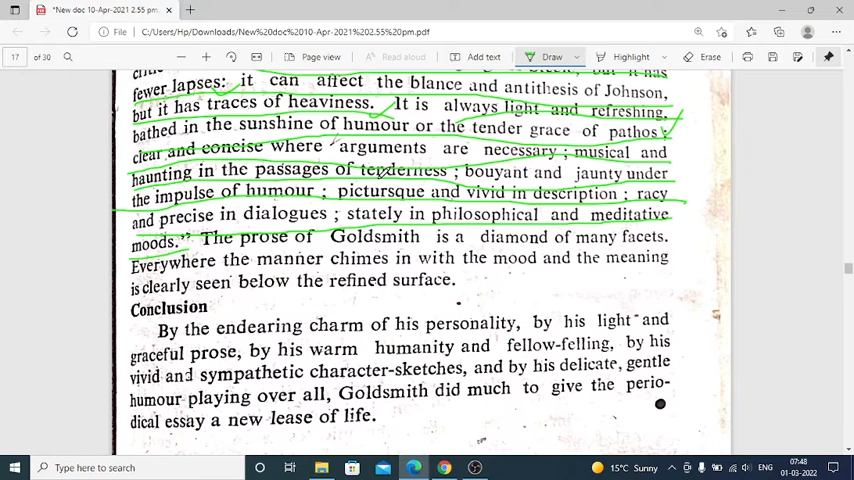 *New doc 10-Apr-2021 2.55 pm.p
File C:/Users/Hp/Downloads/New%20doc%2010-Apr-2021%202.55%20pm.pdf
17 of 30 Page view Read aloud Add text Draw Highlight Erase
fewer lapses: it can affect the blance and antithesis of Johnson,
but it has traces of heaviness. It is always light and refreshing,
bathed in the sunshine of humour or the tender grace of pathos ;
clear and concise where arguments are necessary ; musical and
haunting in the passages of tenderness ; bouyant and jaunty under
the impulse of humour ; pictursque and vivid in description ; racy
and precise in dialogues ; stately in philosophical and meditative
moods." The prose of Goldsmith is a diamond of many facets.
Everywhere the manner chimes in with the mood and the meaning
is clearly seen below the refined surface.
Conclusion
By the endearing charm of his personality, by his light and
graceful prose, by his warm humanity and fellow-felling, by his
vivid and sympathetic character-sketches, and by his delicate, gentle
humour playing over all, Goldsmith did much to give the perio-
dical essay a new lease of life.
Type here to search
15°C Sunny
ENG
07:48
01-03-2022